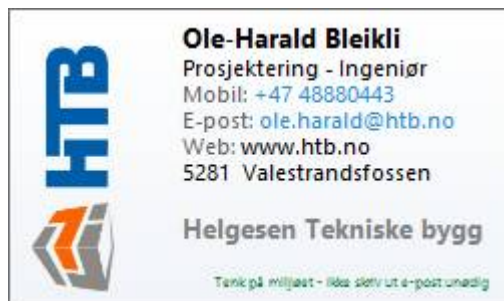 HTB
Ole-Harald Bleikli
Prosjektering - Ingeniør
Mobil: +47 48880443
E-post: ole.harald@htb.no
Web: www.htb.no
5281 Valestrandsfossen
Helgesen Tekniske bygg
Tenk på miljøet - Ikke skriv ut e-post unødig